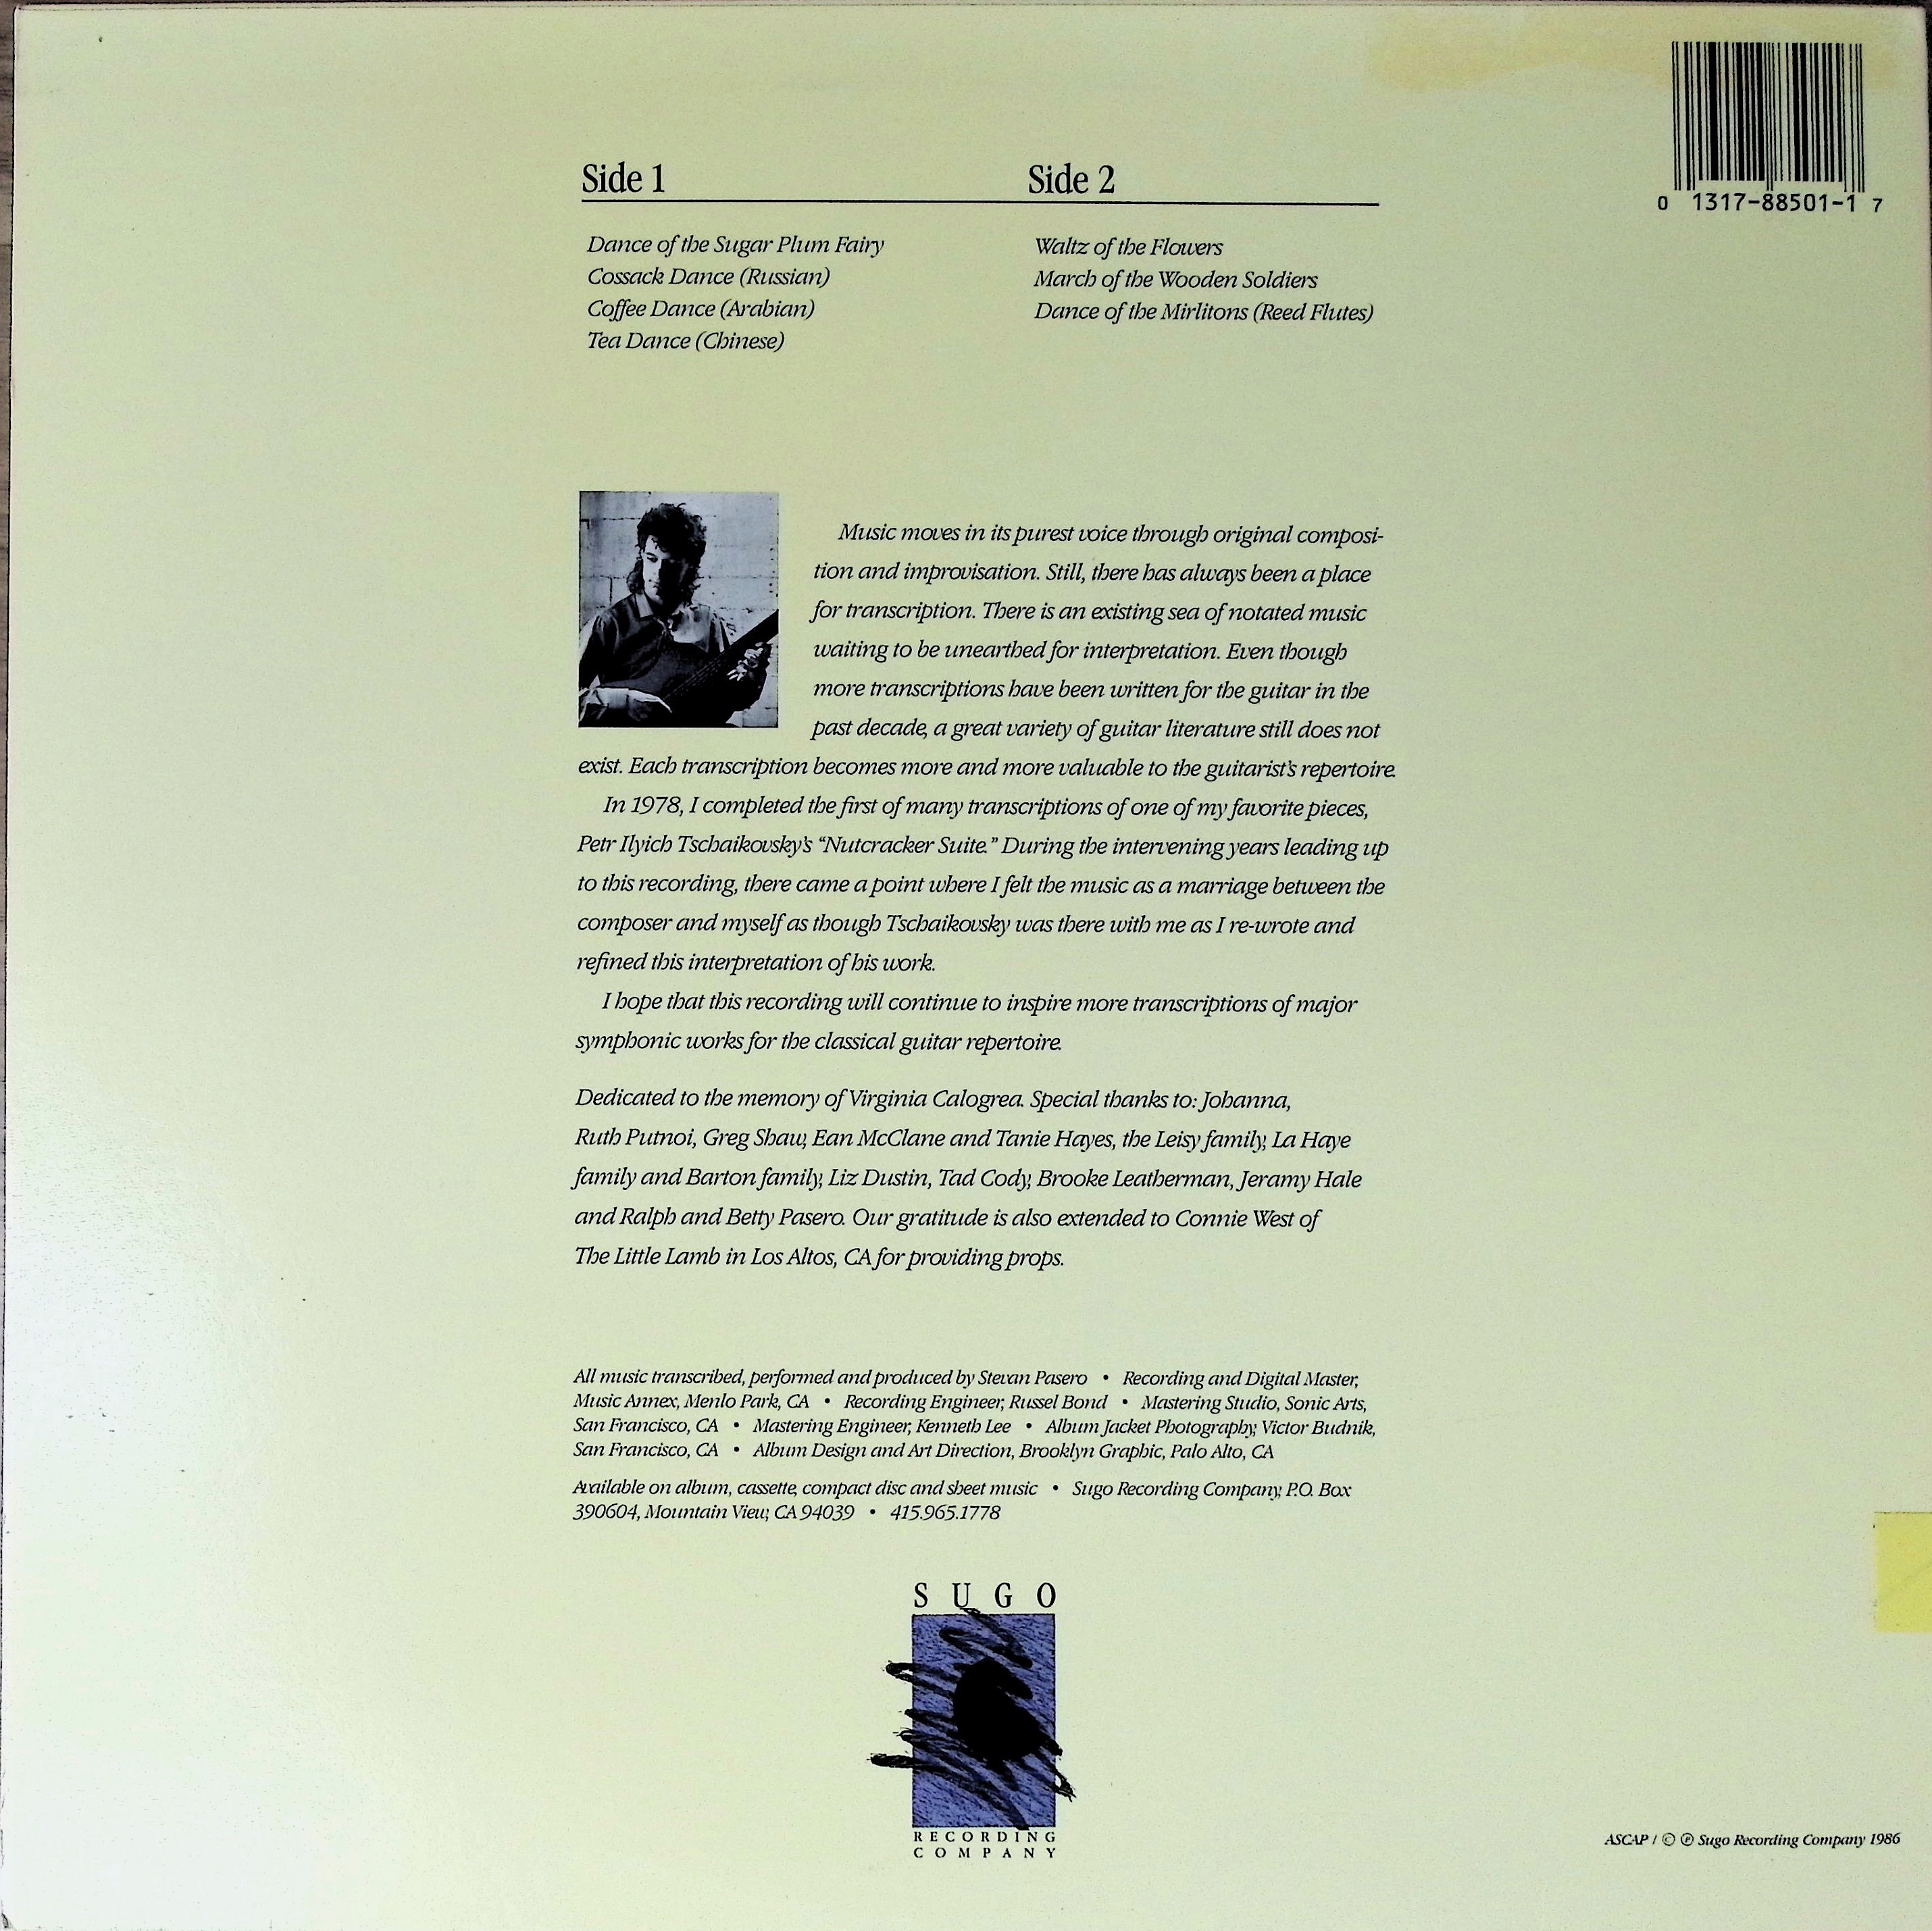 0 1317-88501-1 7
Side 1
Side 2
Dance of the Sugar Plum Fairy
Cossack Dance (Russian)
Coffee Dance (Arabian)
Tea Dance (Chinese)
Waltz of the Flowers
March of the Wooden Soldiers
Dance of the Mirlitons (Reed Flutes)
Music moves in its purest voice through original composi-
tion and improvisation. Still, there has always been a place
for transcription. There is an existing sea of notated music
waiting to be unearthed for interpretation. Even though
more transcriptions have been written for the guitar in the
past decade, a great variety of guitar literature still does not
exist. Each transcription becomes more and more valuable to the guitarist's repertoire.
In 1978, I completed the first of many transcriptions of one of my favorite pieces,
Petr Ilyich Tschaikovsky's "Nutcracker Suite." During the intervening years leading up
to this recording, there came a point where I felt the music as a marriage between the
composer and myself as though Tschaikovsky was there with me as I re-wrote and
refined this interpretation of his work.
I hope that this recording will continue to inspire more transcriptions of major
symphonic works for the classical guitar repertoire.
Dedicated to the memory of Virginia Calogrea. Special thanks to: Johanna,
Ruth Putnoi, Greg Shaw, Ean McClane and Tanie Hayes, the Leisy family, La Haye
family and Barton family, Liz Dustin, Tad Cody, Brooke Leatherman, Jeramy Hale
and Ralph and Betty Pasero. Our gratitude is also extended to Connie West of
The Little Lamb in Los Altos, CA for providing props.
All music transcribed, performed and produced by Stevan Pasero • Recording and Digital Master,
Music Annex, Menlo Park, CA • Recording Engineer, Russel Bond • Mastering Studio, Sonic Arts,
San Francisco, CA • Mastering Engineer, Kenneth Lee • Album Jacket Photography, Victor Budnik,
San Francisco, CA • Album Design and Art Direction, Brooklyn Graphic, Palo Alto, CA
Available on album, cassette, compact disc and sheet music • Sugo Recording Company, P.O. Box
390604, Mountain View, CA 94039 • 415.965.1778
SUGO
RECORDING
COMPANY
ASCAP / © ℗ Sugo Recording Company 1986